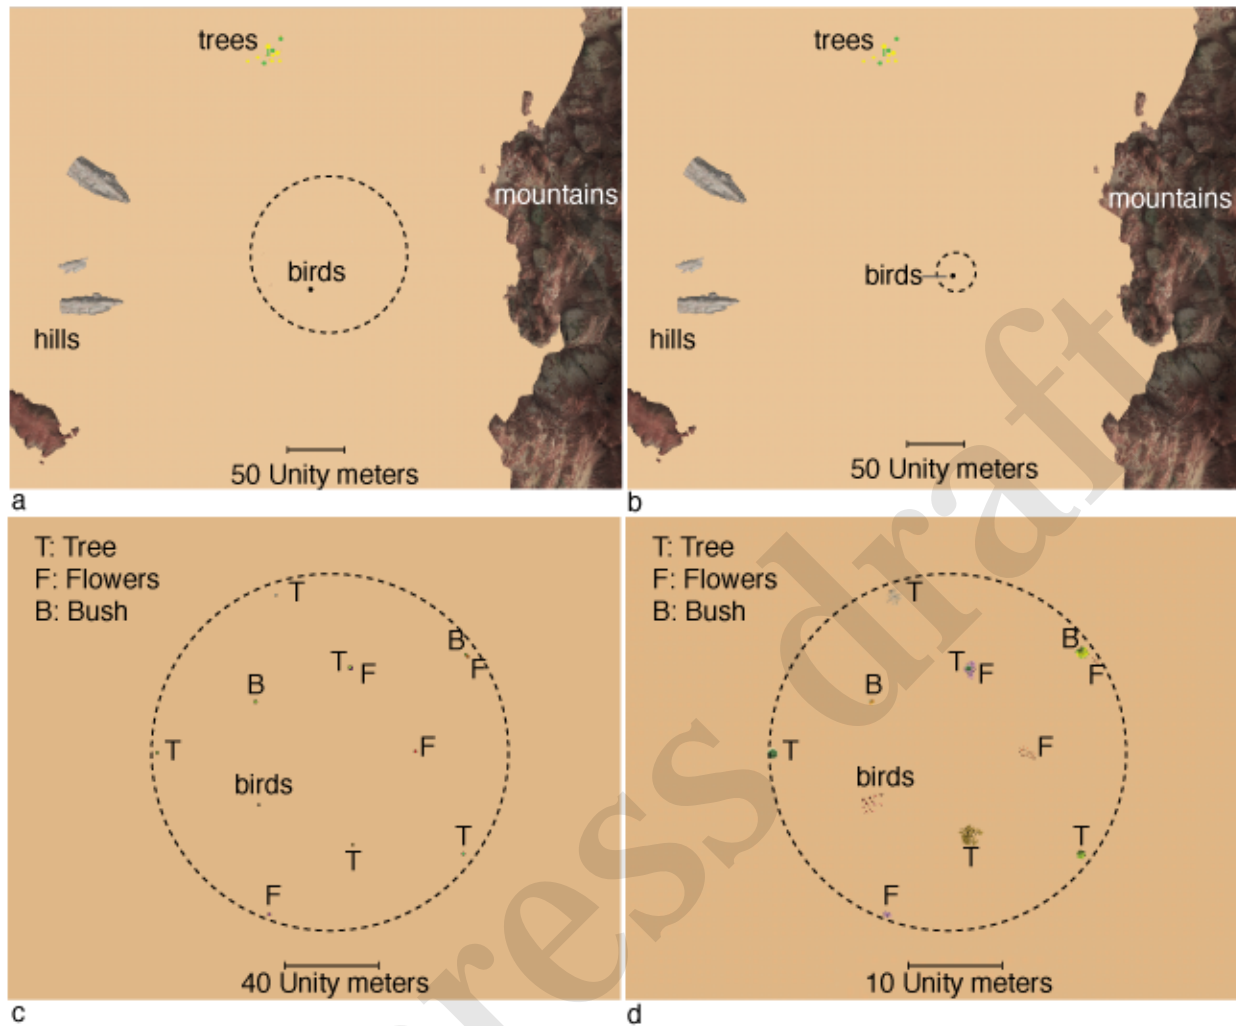 trees
mountains
birds
hills
50 Unity meters
a
trees
mountains
birds
hills
50 Unity meters
b
T: Tree
F: Flowers
B: Bush
T
B
T
F
F
B
T
F
birds
T
T
F
40 Unity meters
c
T: Tree
F: Flowers
B: Bush
T
B
T
F
F
B
T
F
birds
T
T
F
10 Unity meters
d
ress draft